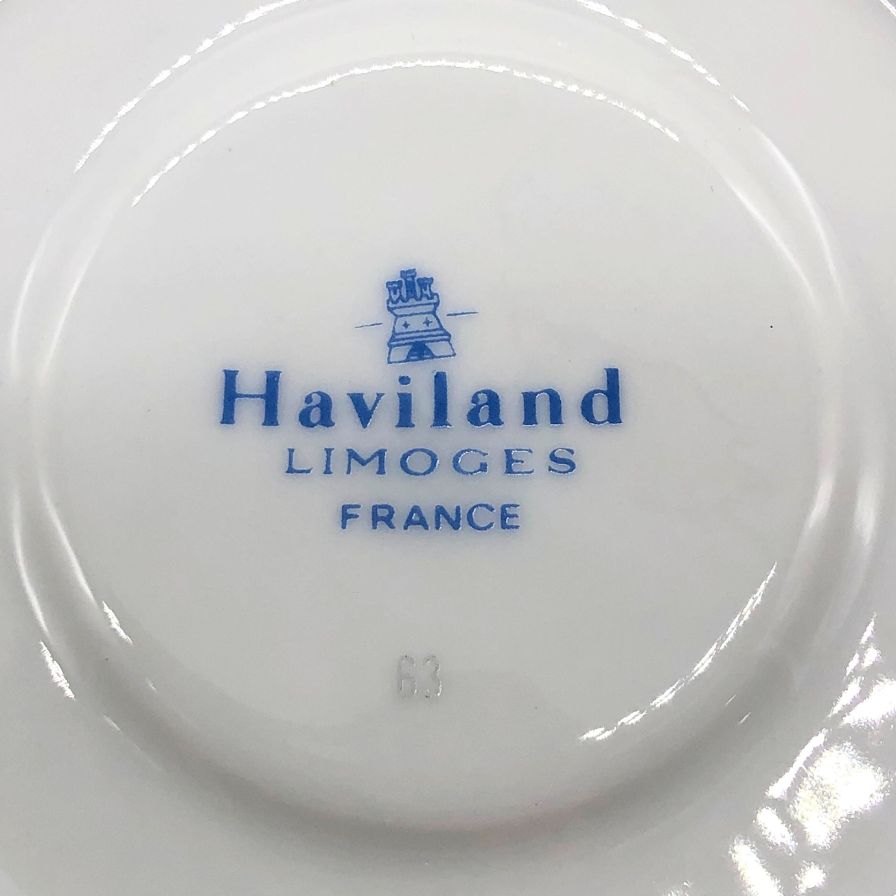 Haviland
LIMOGES
FRANCE
63